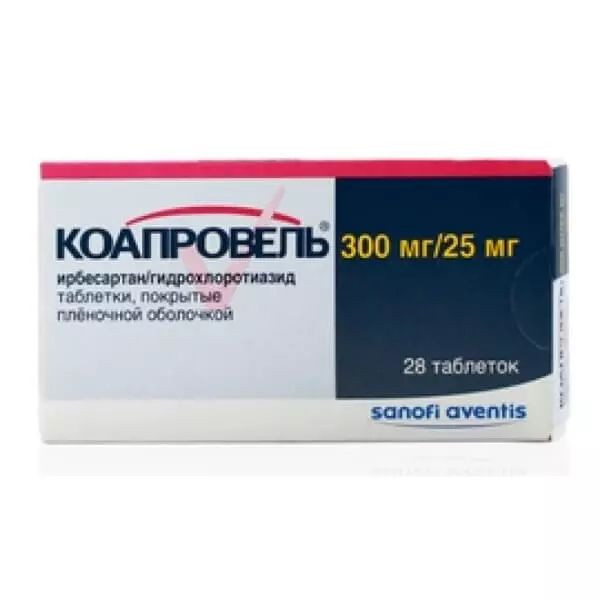 КОАПРОВЕЛЬ®
300 мг/25 мг
ирбесартан/гидрохлоротиазид
таблетки, покрытые
плёночной оболочкой
28 таблеток
sanofi aventis